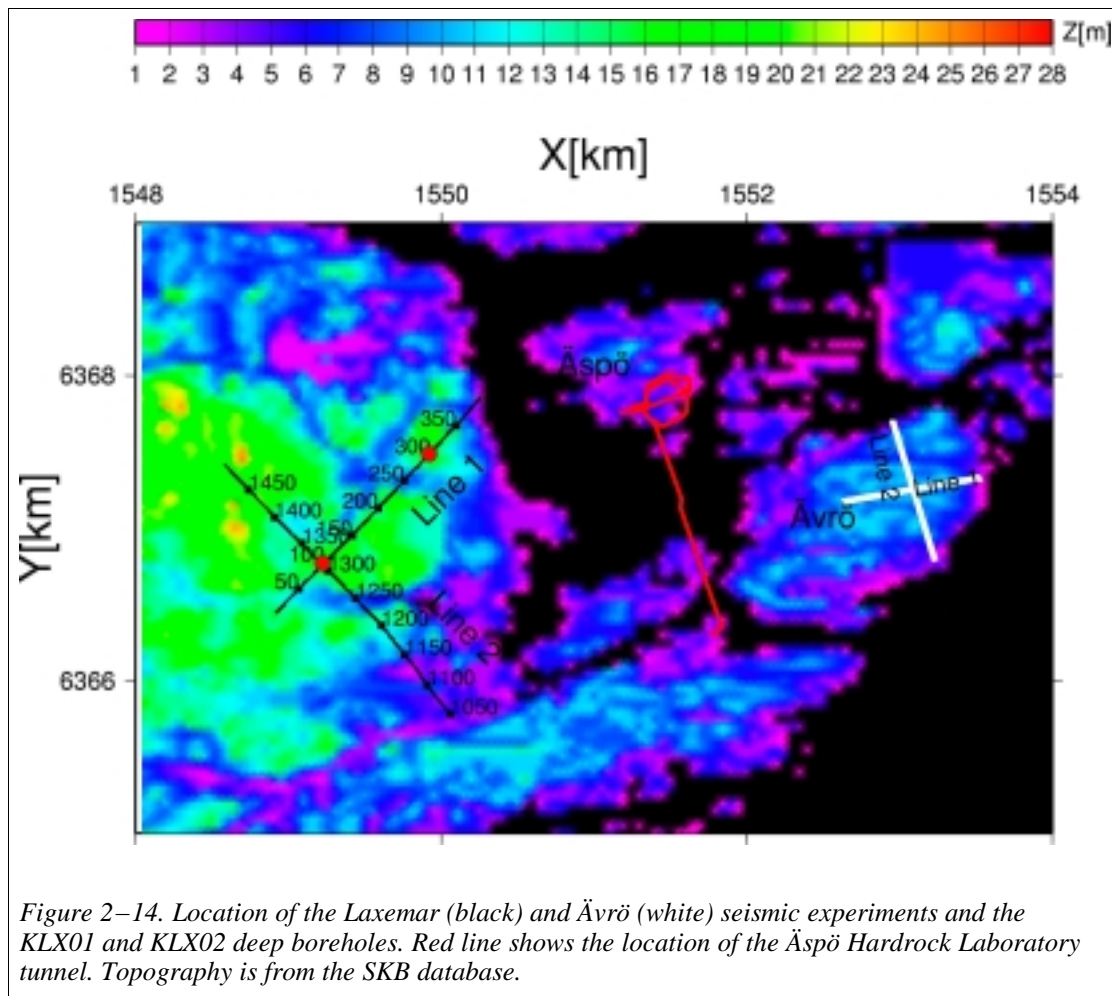 Z[m]
1 2 3 4 5 6 7 8 9 10 11 12 13 14 15 16 17 18 19 20 21 22 23 24 25 26 27 28
X[km]
1548 1550 1552 1554
Y[km]
6368
6366
Äspö
350
300
250
200
150
100
50
Line 1
1450
1400
1350
1300
1250
1200
1150
1100
1050
Line 2
Line 2
Line 1
Ävrö
Figure 2–14. Location of the Laxemar (black) and Ävrö (white) seismic experiments and the
KLX01 and KLX02 deep boreholes. Red line shows the location of the Äspö Hardrock Laboratory
tunnel. Topography is from the SKB database.